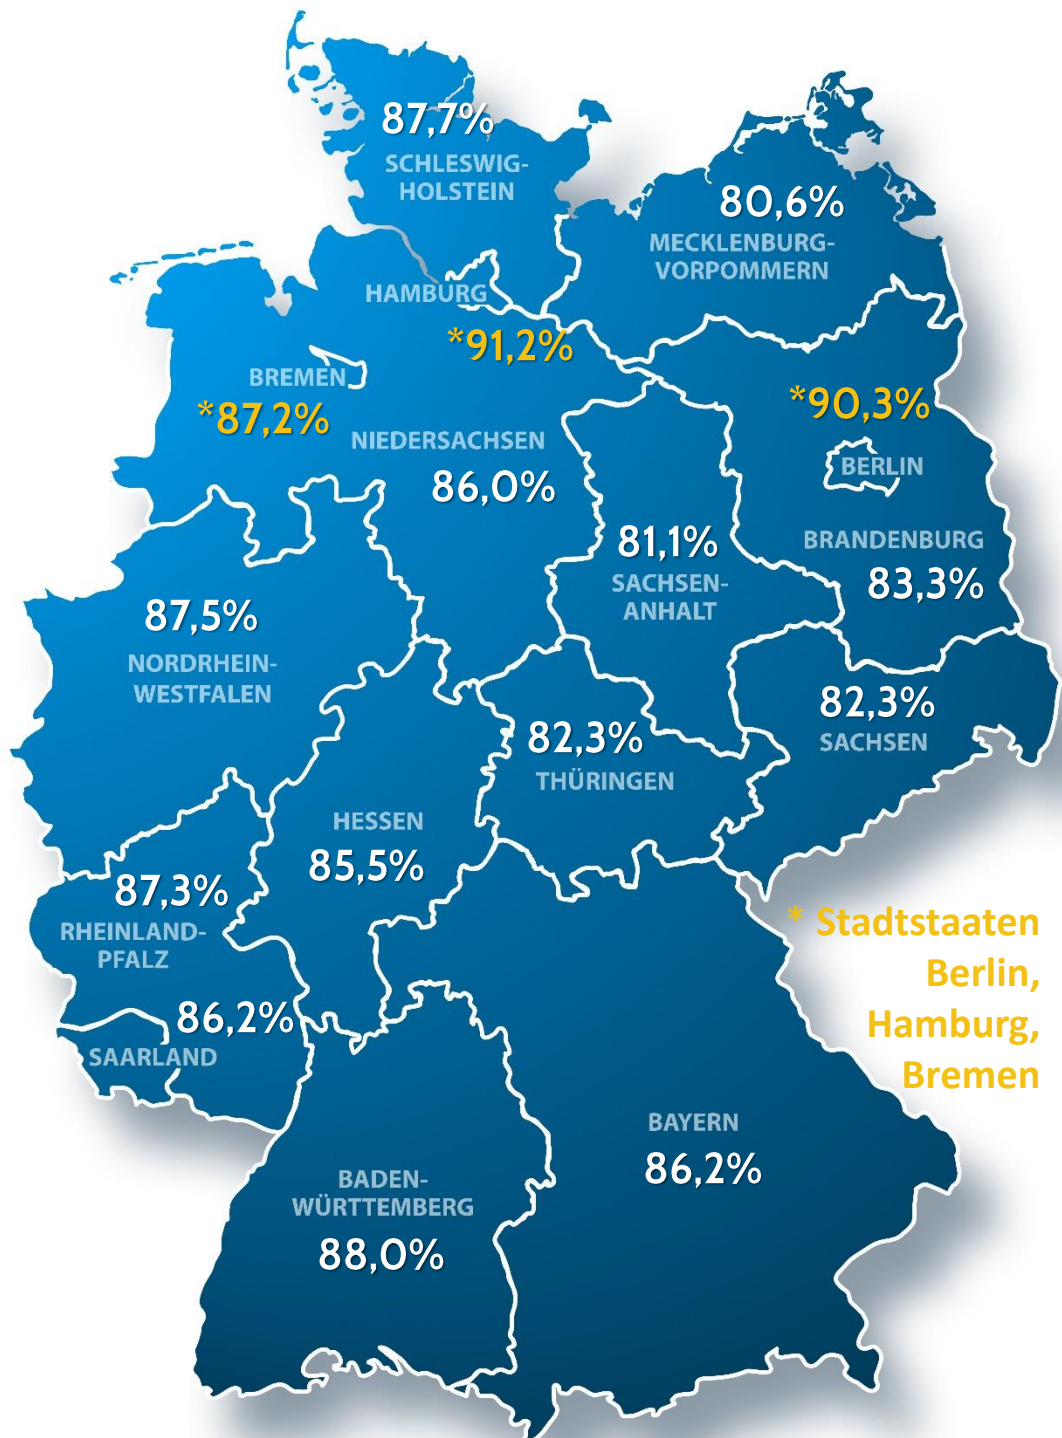 87,7%
SCHLESWIG-
HOLSTEIN
80,6%
MECKLENBURG-
VORPOMMERN
HAMBURG
*91,2%
BREMEN
*87,2%
*90,3%
BERLIN
NIEDERSACHSEN
86,0%
81,1%
SACHSEN-
ANHALT
BRANDENBURG
83,3%
87,5%
NORDRHEIN-
WESTFALEN
82,3%
SACHSEN
82,3%
THÜRINGEN
HESSEN
85,5%
87,3%
RHEINLAND-
PFALZ
86,2%
SAARLAND
* Stadtstaaten
Berlin,
Hamburg,
Bremen
BAYERN
86,2%
BADEN-
WÜRTTEMBERG
88,0%